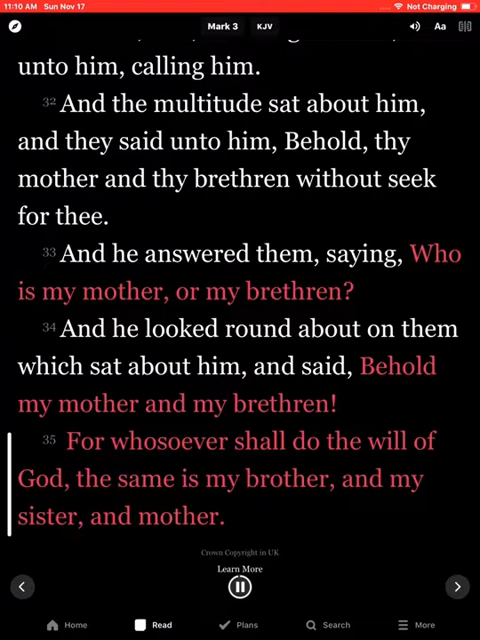 11:10 AM Sun Nov 17
Not Charging
Mark 3
KJV
Aa
unto him, calling him.
32 And the multitude sat about him,
and they said unto him, Behold, thy
mother and thy brethren without seek
for thee.
33 And he answered them, saying, Who
is my mother, or my brethren?
34 And he looked round about on them
which sat about him, and said, Behold
my mother and my brethren!
35 For whosoever shall do the will of
God, the same is my brother, and my
sister, and mother.
Crown Copyright in UK
Learn More
Home
Read
Plans
Search
More